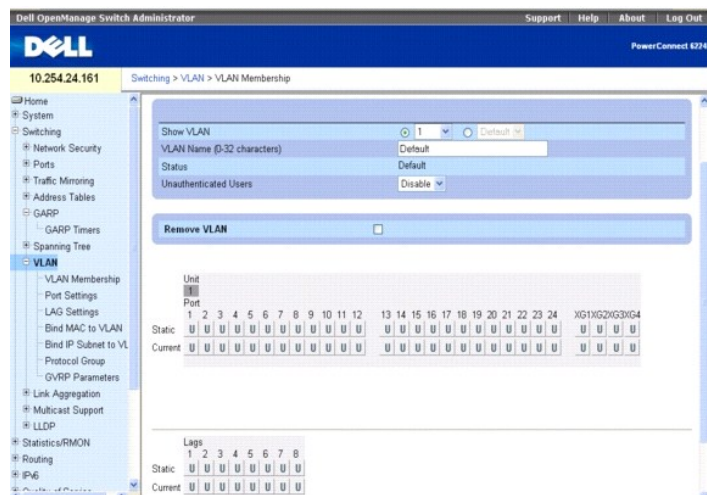 Dell OpenManage Switch Administrator
Support Help About Log Out
DELL
PowerConnect 6224
10.254.24.161
Switching > VLAN > VLAN Membership
Home
System
Switching
Network Security
Ports
Traffic Mirroring
Address Tables
GARP
GARP Timers
Spanning Tree
VLAN
VLAN Membership
Port Settings
LAG Settings
Bind MAC to VLAN
Bind IP Subnet to VL
Protocol Group
GVRP Parameters
Link Aggregation
Multicast Support
LLDP
Statistics/RMON
Routing
IPv6
Show VLAN 1 Default
VLAN Name (0-32 characters) Default
Status Default
Unauthenticated Users Disable
Remove VLAN
Unit
1
Port
1 2 3 4 5 6 7 8 9 10 11 12 13 14 15 16 17 18 19 20 21 22 23 24 XG1 XG2 XG3 XG4
Static U U U U U U U U U U U U U U U U U U U U U U U U U U U U
Current U U U U U U U U U U U U U U U U U U U U U U U U U U U U
Lags
1 2 3 4 5 6 7 8
Static U U U U U U U U
Current U U U U U U U U